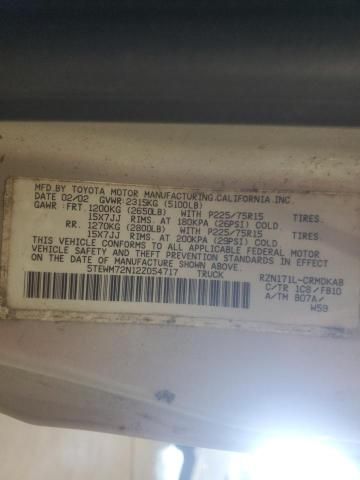 MFD.BY TOYOTA MOTOR MANUFACTURING,CALIFORNIA,INC.
DATE 02/02 GVWR:2315KG (5100LB)
GAWR: FRT.1200KG (2650LB) WITH P225/75R15 TIRES.
15X7JJ RIMS. AT 180KPA (26PSI) COLD.
RR. 1270KG (2800LB) WITH P225/75R15 TIRES.
15X7JJ RIMS. AT 200KPA (29PSI) COLD.
THIS VEHICLE CONFORMS TO ALL APPLICABLE FEDERAL MOTOR
VEHICLE SAFETY AND THEFT PREVENTION STANDARDS IN
EFFECT ON THE DATE OF MANUFACTURE SHOWN ABOVE.
5TEWM72N12Z054717 TRUCK
RZN171L-CRMDKAB
C/TR 1C8 /FB10
A/TM B07A/
W59